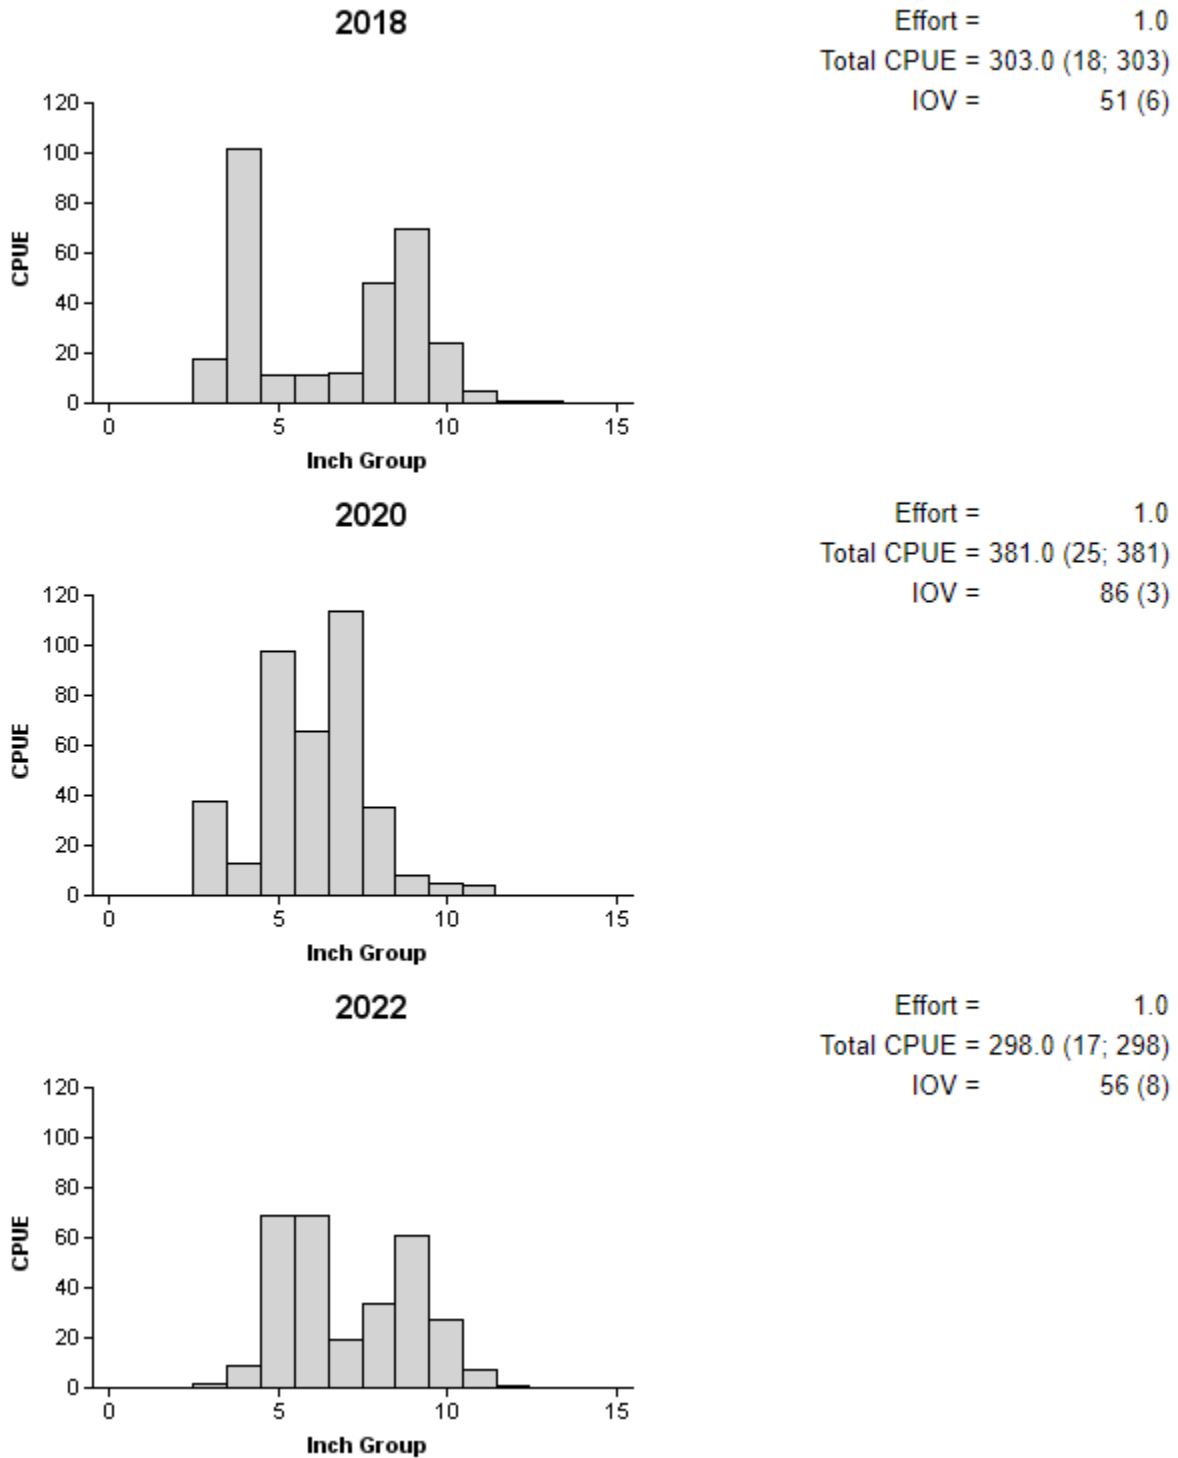 2018
Effort = 1.0
Total CPUE = 303.0 (18; 303)
IOV = 51 (6)
120
100
80
60
40
20
0
CPUE
0 5 10 15
Inch Group
2020
Effort = 1.0
Total CPUE = 381.0 (25; 381)
IOV = 86 (3)
120
100
80
60
40
20
0
CPUE
0 5 10 15
Inch Group
2022
Effort = 1.0
Total CPUE = 298.0 (17; 298)
IOV = 56 (8)
120
100
80
60
40
20
0
CPUE
0 5 10 15
Inch Group